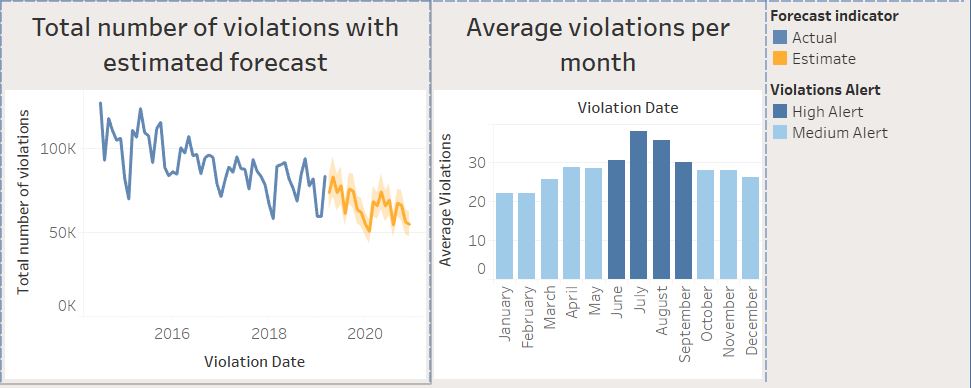 Total number of violations with
estimated forecast
Total number of violations
100K
50K
0K
2016
2018
2020
Violation Date
Average violations per
month
Violation Date
Average Violations
30
20
10
0
January
February
March
April
May
June
July
August
September
October
November
December
Forecast indicator
Actual
Estimate
Violations Alert
High Alert
Medium Alert